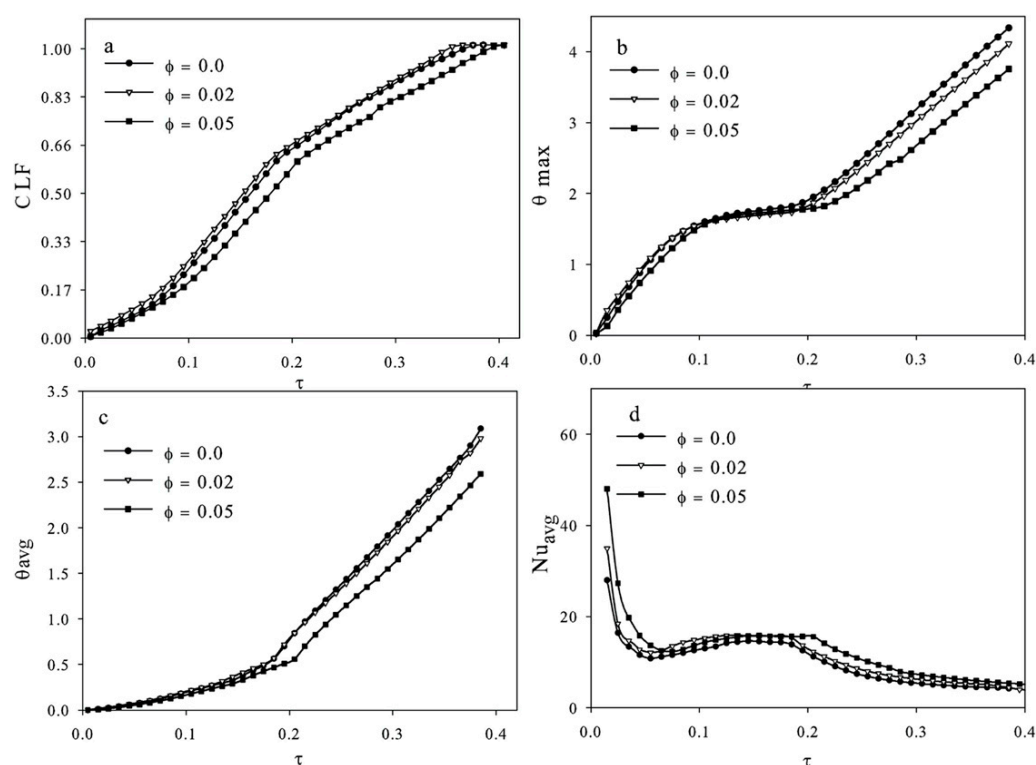 a
ϕ = 0.0
ϕ = 0.02
ϕ = 0.05
CLF
1.00
0.83
0.66
0.50
0.33
0.17
0.00
0.0 0.1 0.2 0.3 0.4
τ
b
ϕ = 0.0
ϕ = 0.02
ϕ = 0.05
θ max
4
3
2
1
0
0.0 0.1 0.2 0.3 0.4
τ
c
ϕ = 0.0
ϕ = 0.02
ϕ = 0.05
θavg
3.5
3.0
2.5
2.0
1.5
1.0
0.5
0.0
0.0 0.1 0.2 0.3 0.4
τ
d
ϕ = 0.0
ϕ = 0.02
ϕ = 0.05
Nuavg
60
40
20
0
0.0 0.1 0.2 0.3 0.4
τ